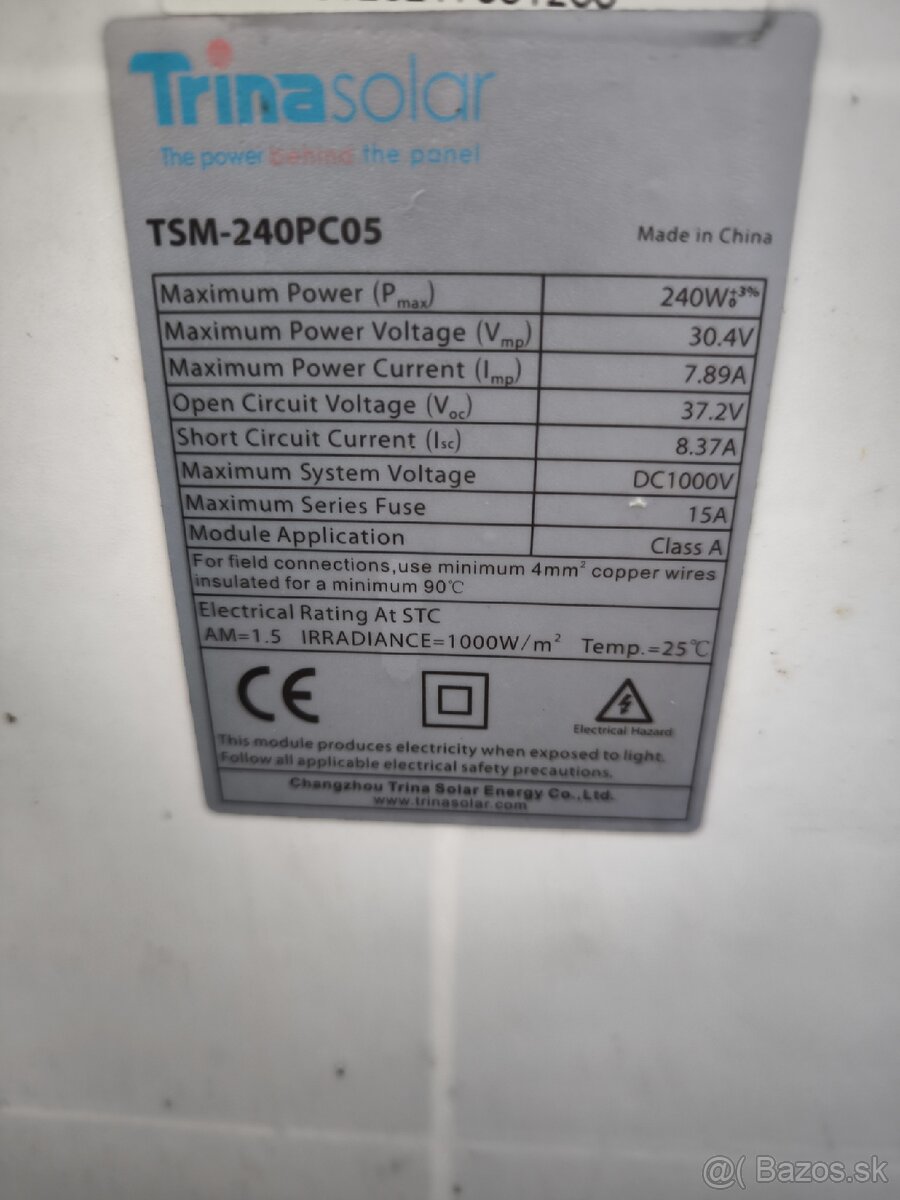 Trinasolar
The power behind the panel
TSM-240PC05 Made in China
Maximum Power (Pmax) 240W+3% 0
Maximum Power Voltage (Vmp) 30.4V
Maximum Power Current (Imp) 7.89A
Open Circuit Voltage (Voc) 37.2V
Short Circuit Current (Isc) 8.37A
Maximum System Voltage DC1000V
Maximum Series Fuse 15A
Module Application Class A
For field connections,use minimum 4mm² copper wires
insulated for a minimum 90℃
Electrical Rating At STC
AM=1.5 IRRADIANCE=1000W/m² Temp.=25℃
CE
Electrical Hazard
This module produces electricity when exposed to light.
Follow all applicable electrical safety precautions.
Changzhou Trina Solar Energy Co.,Ltd.
www.trinasolar.com
@( Bazos.sk